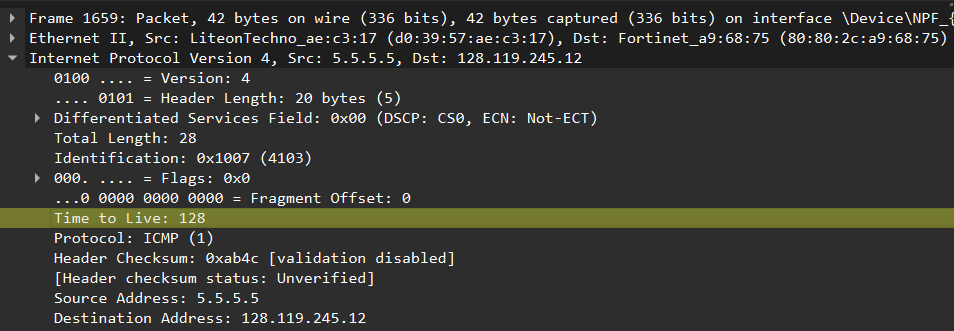 Frame 1659: Packet, 42 bytes on wire (336 bits), 42 bytes captured (336 bits) on interface \Device\NPF_{
Ethernet II, Src: LiteonTechno_ae:c3:17 (d0:39:57:ae:c3:17), Dst: Fortinet_a9:68:75 (80:80:2c:a9:68:75)
Internet Protocol Version 4, Src: 5.5.5.5, Dst: 128.119.245.12
0100 .... = Version: 4
.... 0101 = Header Length: 20 bytes (5)
Differentiated Services Field: 0x00 (DSCP: CS0, ECN: Not-ECT)
Total Length: 28
Identification: 0x1007 (4103)
000. .... = Flags: 0x0
...0 0000 0000 0000 = Fragment Offset: 0
Time to Live: 128
Protocol: ICMP (1)
Header Checksum: 0xab4c [validation disabled]
[Header checksum status: Unverified]
Source Address: 5.5.5.5
Destination Address: 128.119.245.12